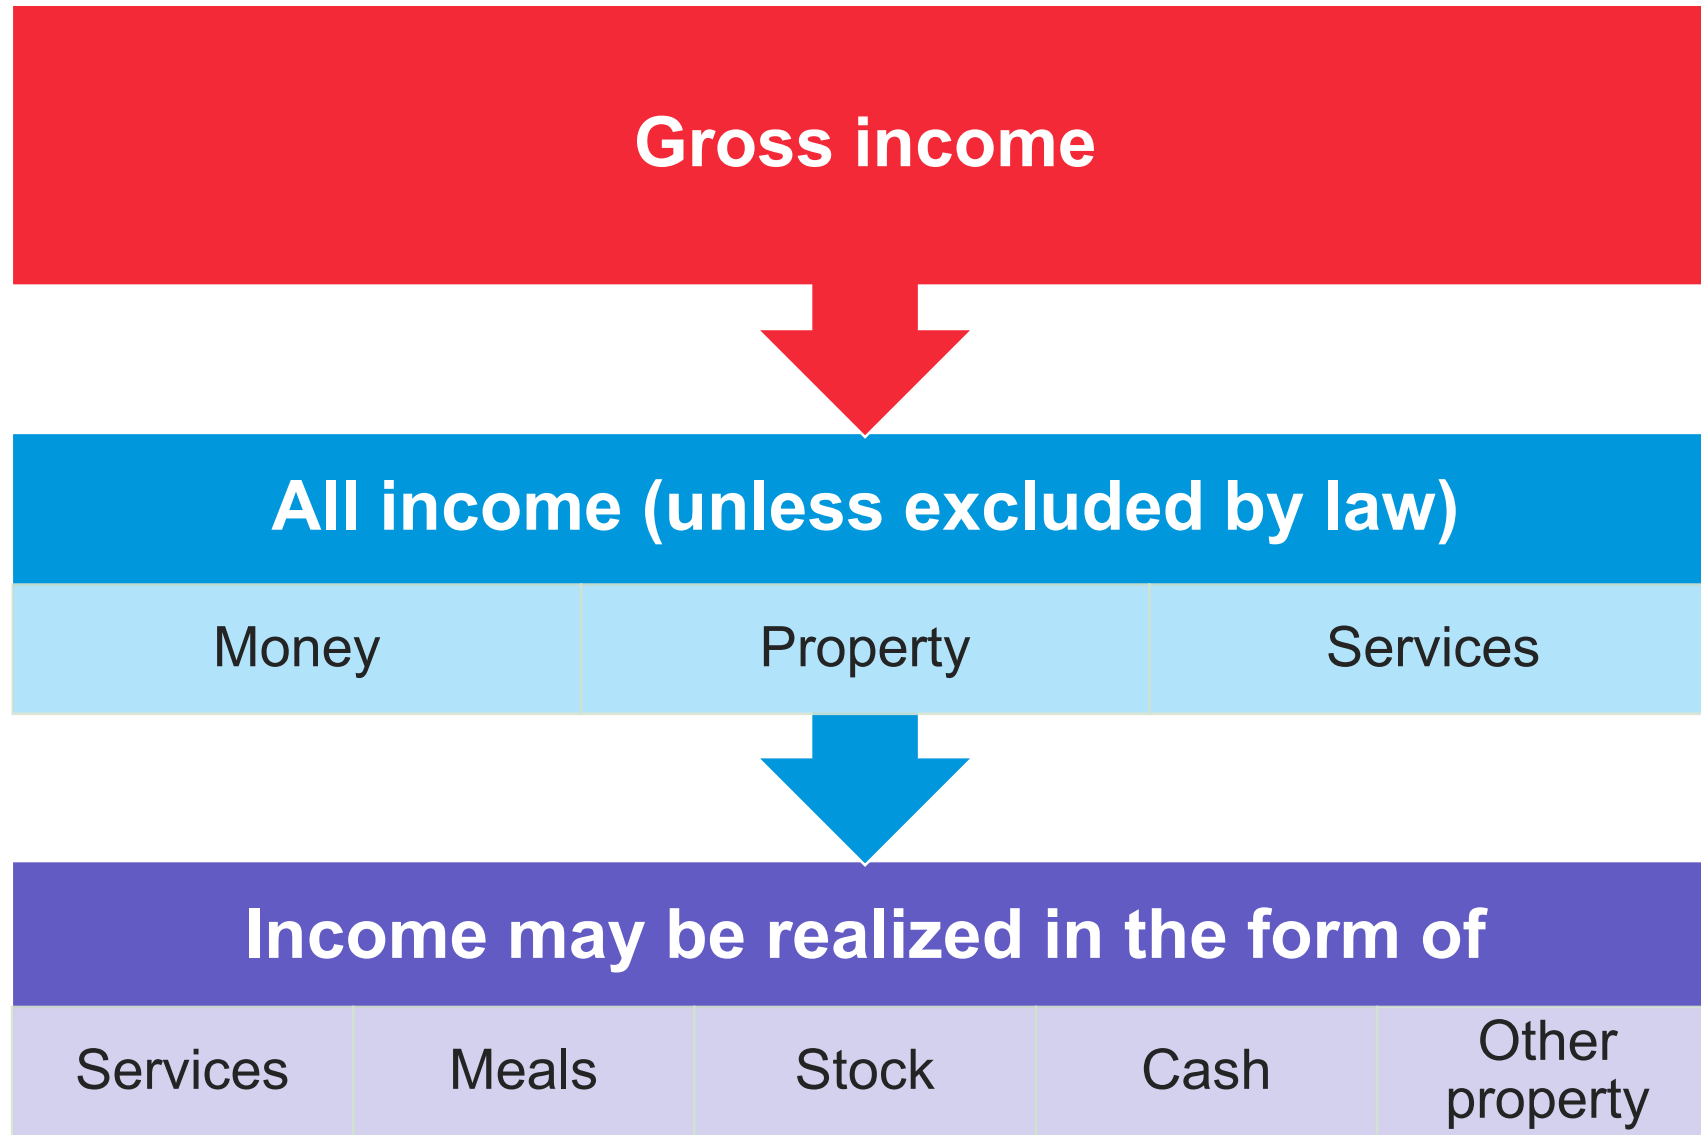 Gross income
All income (unless excluded by law)
Money
Property
Services
Income may be realized in the form of
Services
Meals
Stock
Cash
Other
property